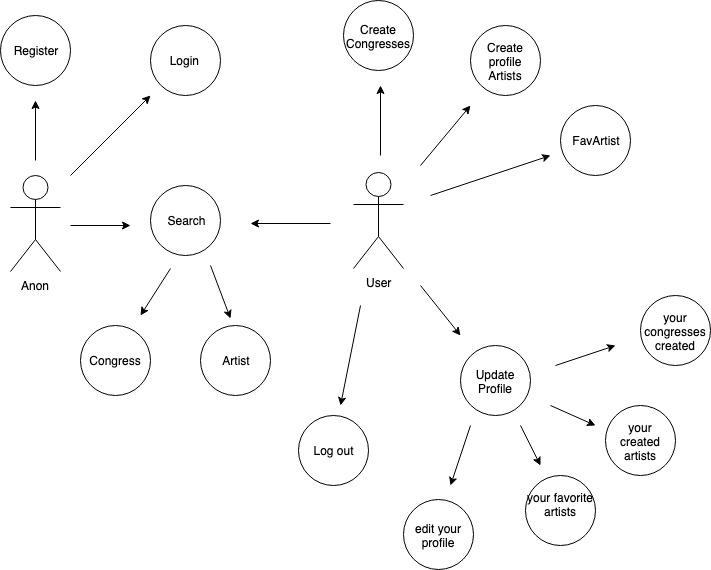 Register
Login
Create
Congresses
Create
profile
Artists
FavArtist
Search
Anon
User
Congress
Artist
Log out
Update
Profile
your
congresses
created
your
created
artists
your favorite
artists
edit your
profile